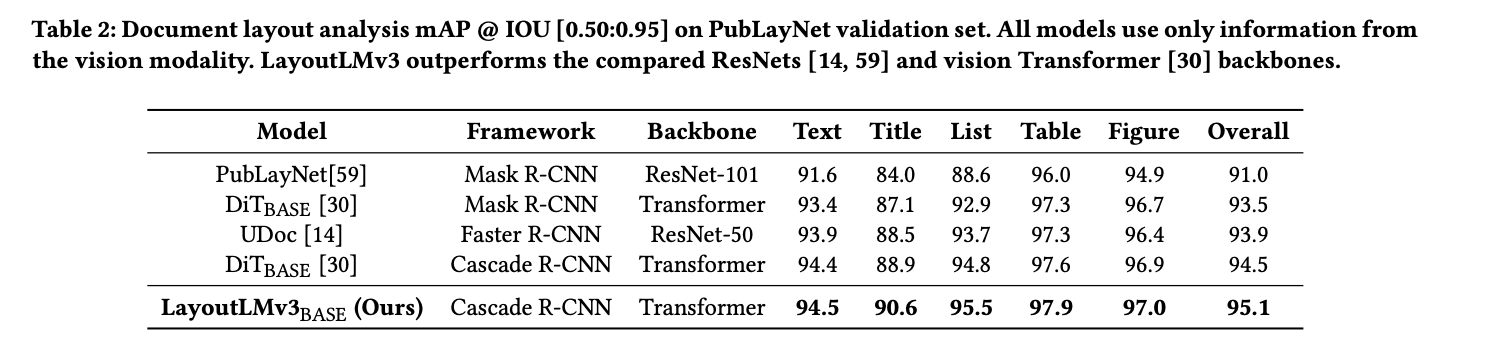 Table 2: Document layout analysis mAP @ IOU [0.50:0.95] on PubLayNet validation set. All models use only information from
the vision modality. LayoutLMv3 outperforms the compared ResNets [14, 59] and vision Transformer [30] backbones.
Model Framework Backbone Text Title List Table Figure Overall
PubLayNet[59] Mask R-CNN ResNet-101 91.6 84.0 88.6 96.0 94.9 91.0
DiTBASE [30] Mask R-CNN Transformer 93.4 87.1 92.9 97.3 96.7 93.5
UDoc [14] Faster R-CNN ResNet-50 93.9 88.5 93.7 97.3 96.4 93.9
DiTBASE [30] Cascade R-CNN Transformer 94.4 88.9 94.8 97.6 96.9 94.5
LayoutLMv3BASE (Ours) Cascade R-CNN Transformer 94.5 90.6 95.5 97.9 97.0 95.1